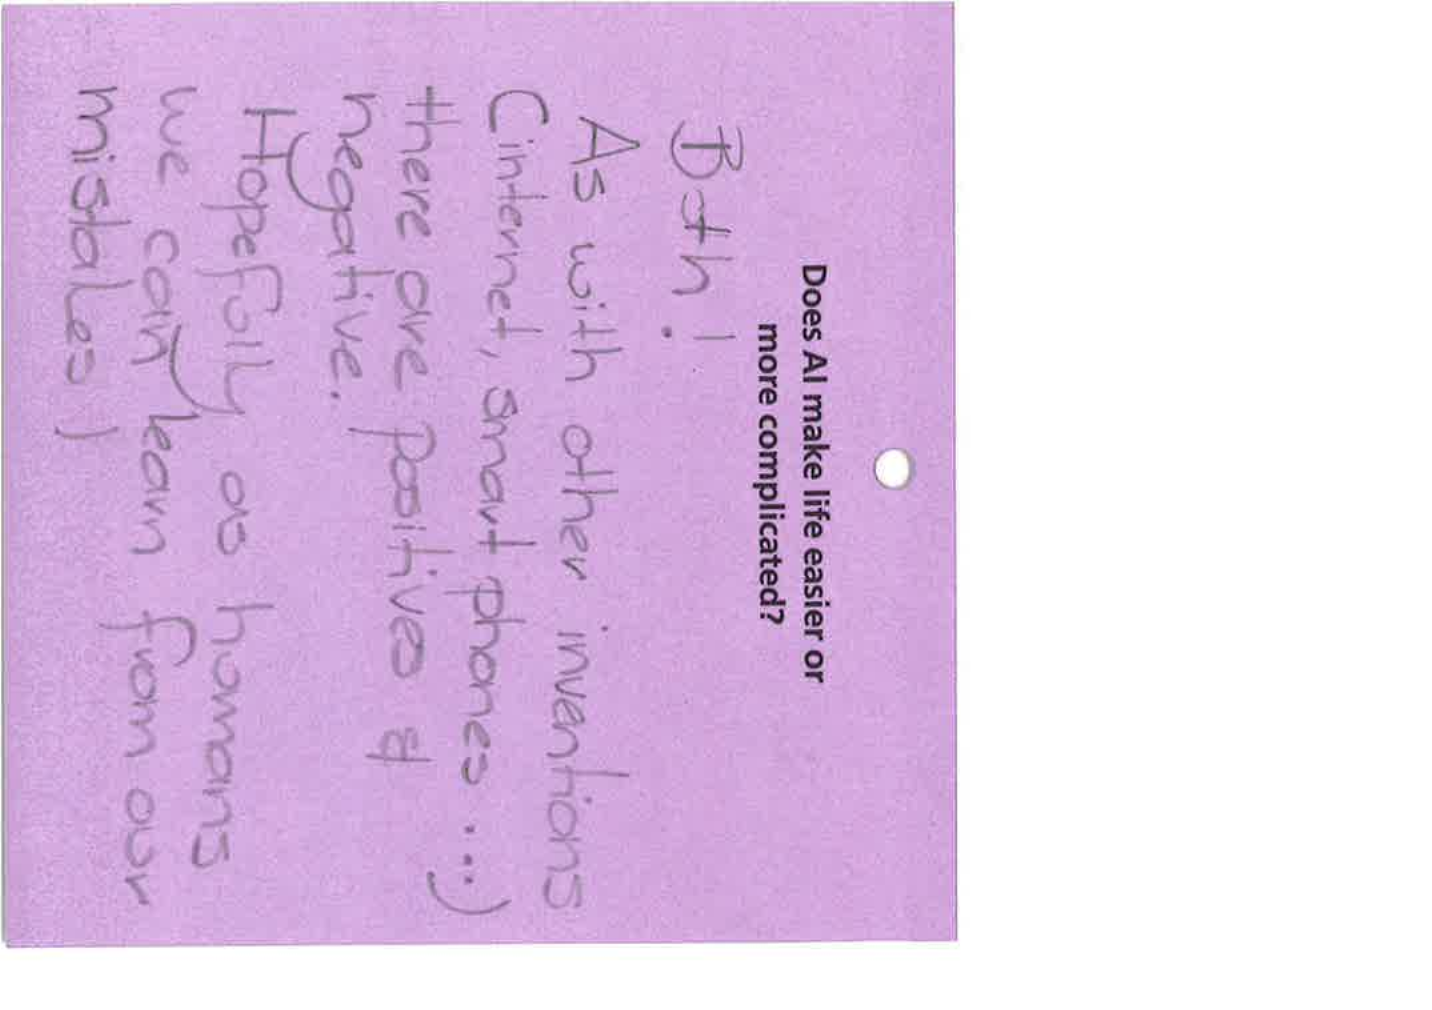 Does AI make life easier or
more complicated?
Both!
As with other inventions
(internet, smart phones...)
there are positives &
negative.
Hopefully as humans
we can learn from our
mistakes!